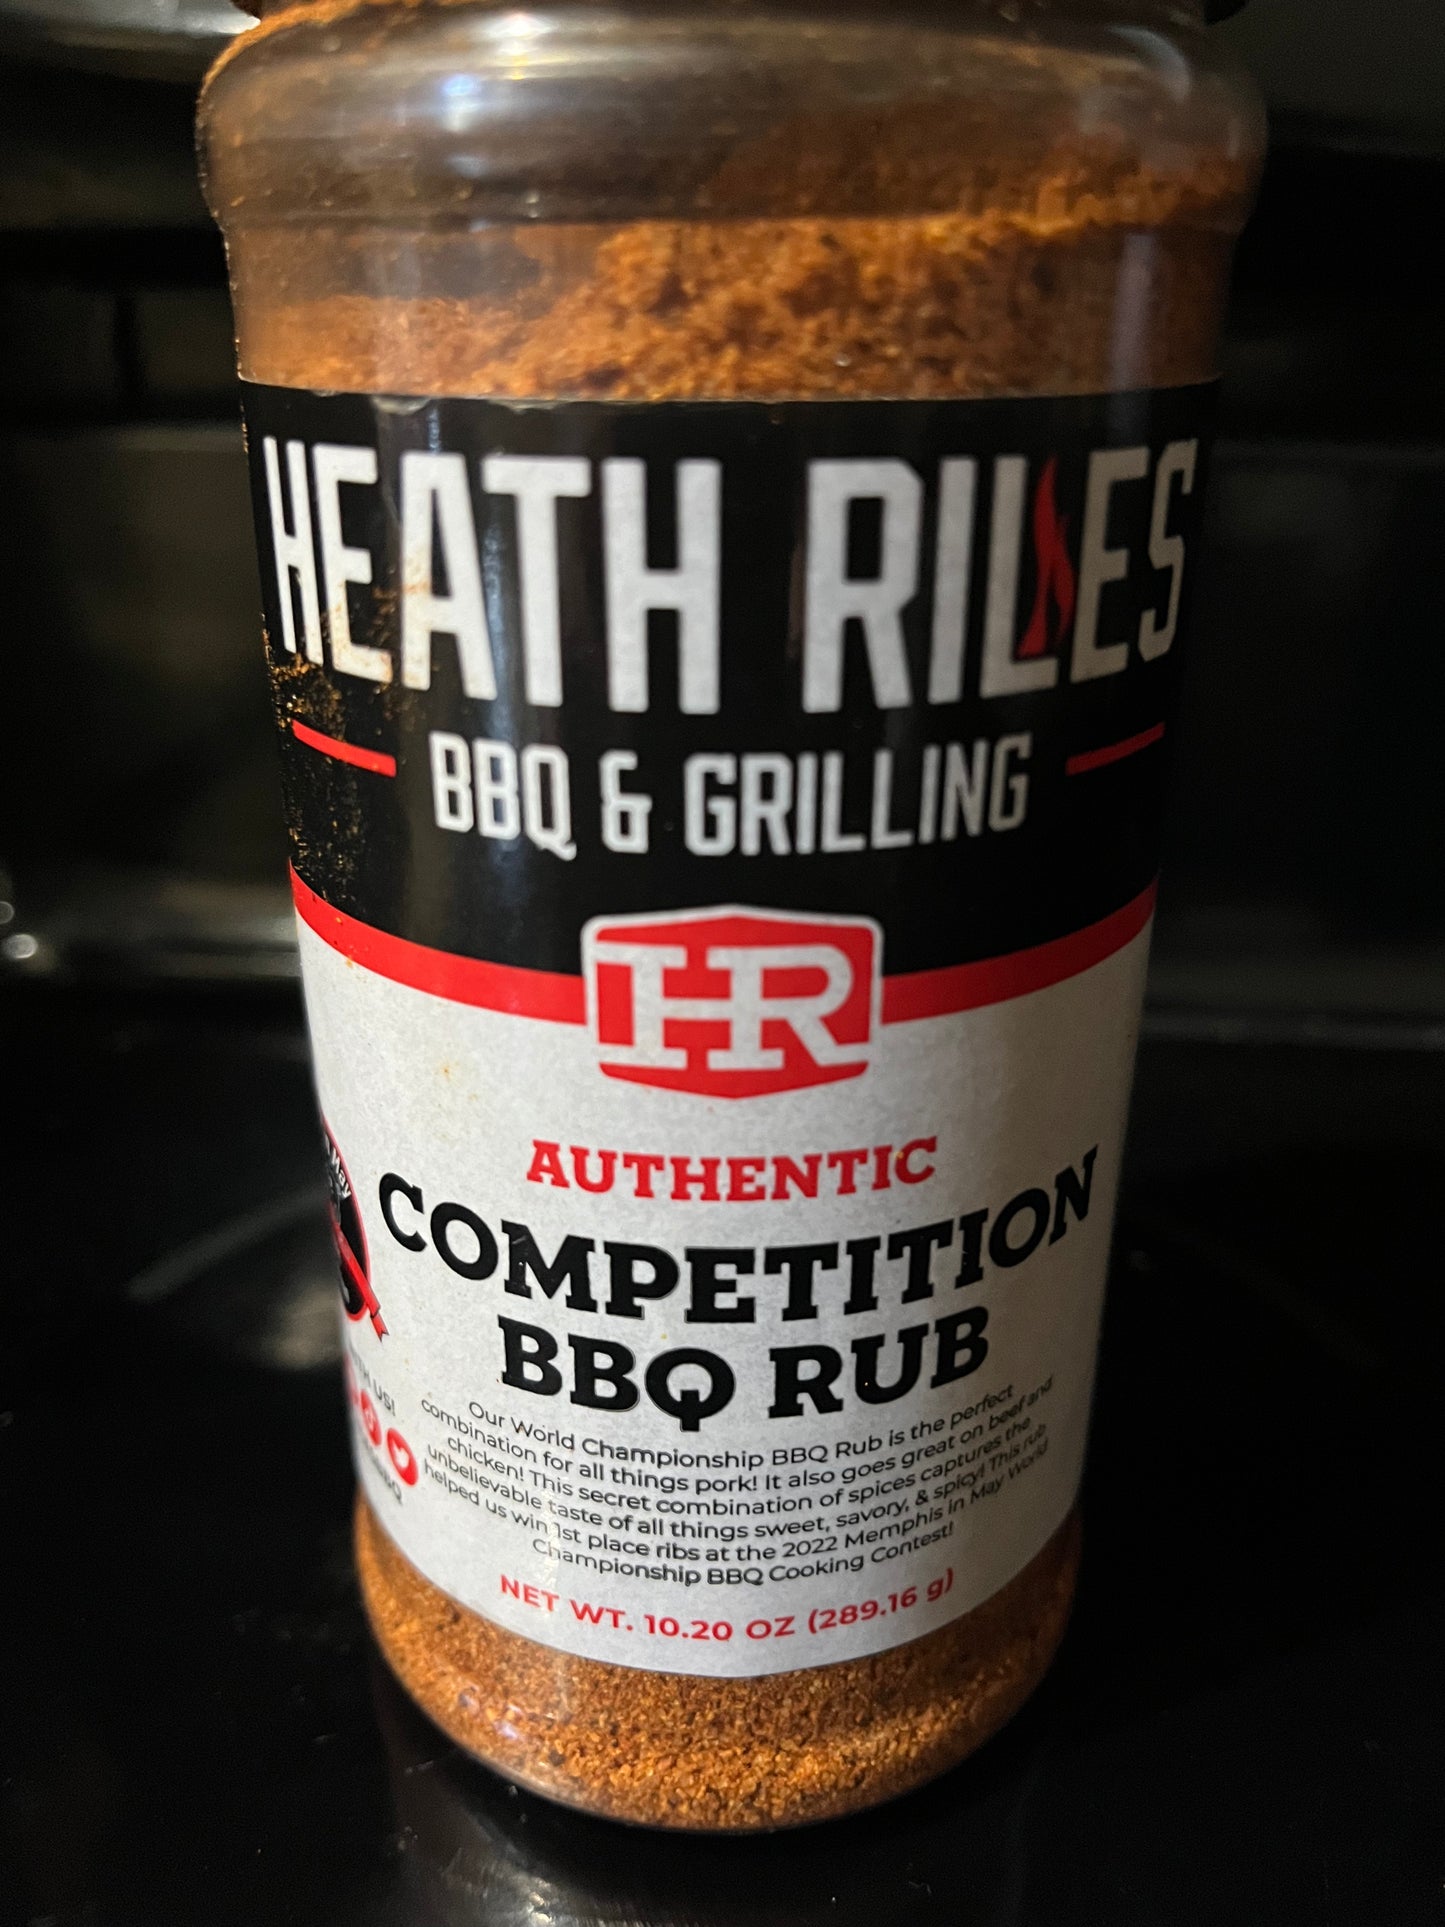 HEATH RILES
BBQ & GRILLING
HR
AUTHENTIC
COMPETITION
BBQ RUB
Our World Championship BBQ Rub is the perfect
combination for all things pork! It also goes great on beef and
chicken! This secret combination of spices captures the
unbelievable taste of all things sweet, savory, & spicy! This rub
helped us win 1st place ribs at the 2022 Memphis in May World
Championship BBQ Cooking Contest!
NET WT. 10.20 OZ (289.16 g)
May
US!
BBQ